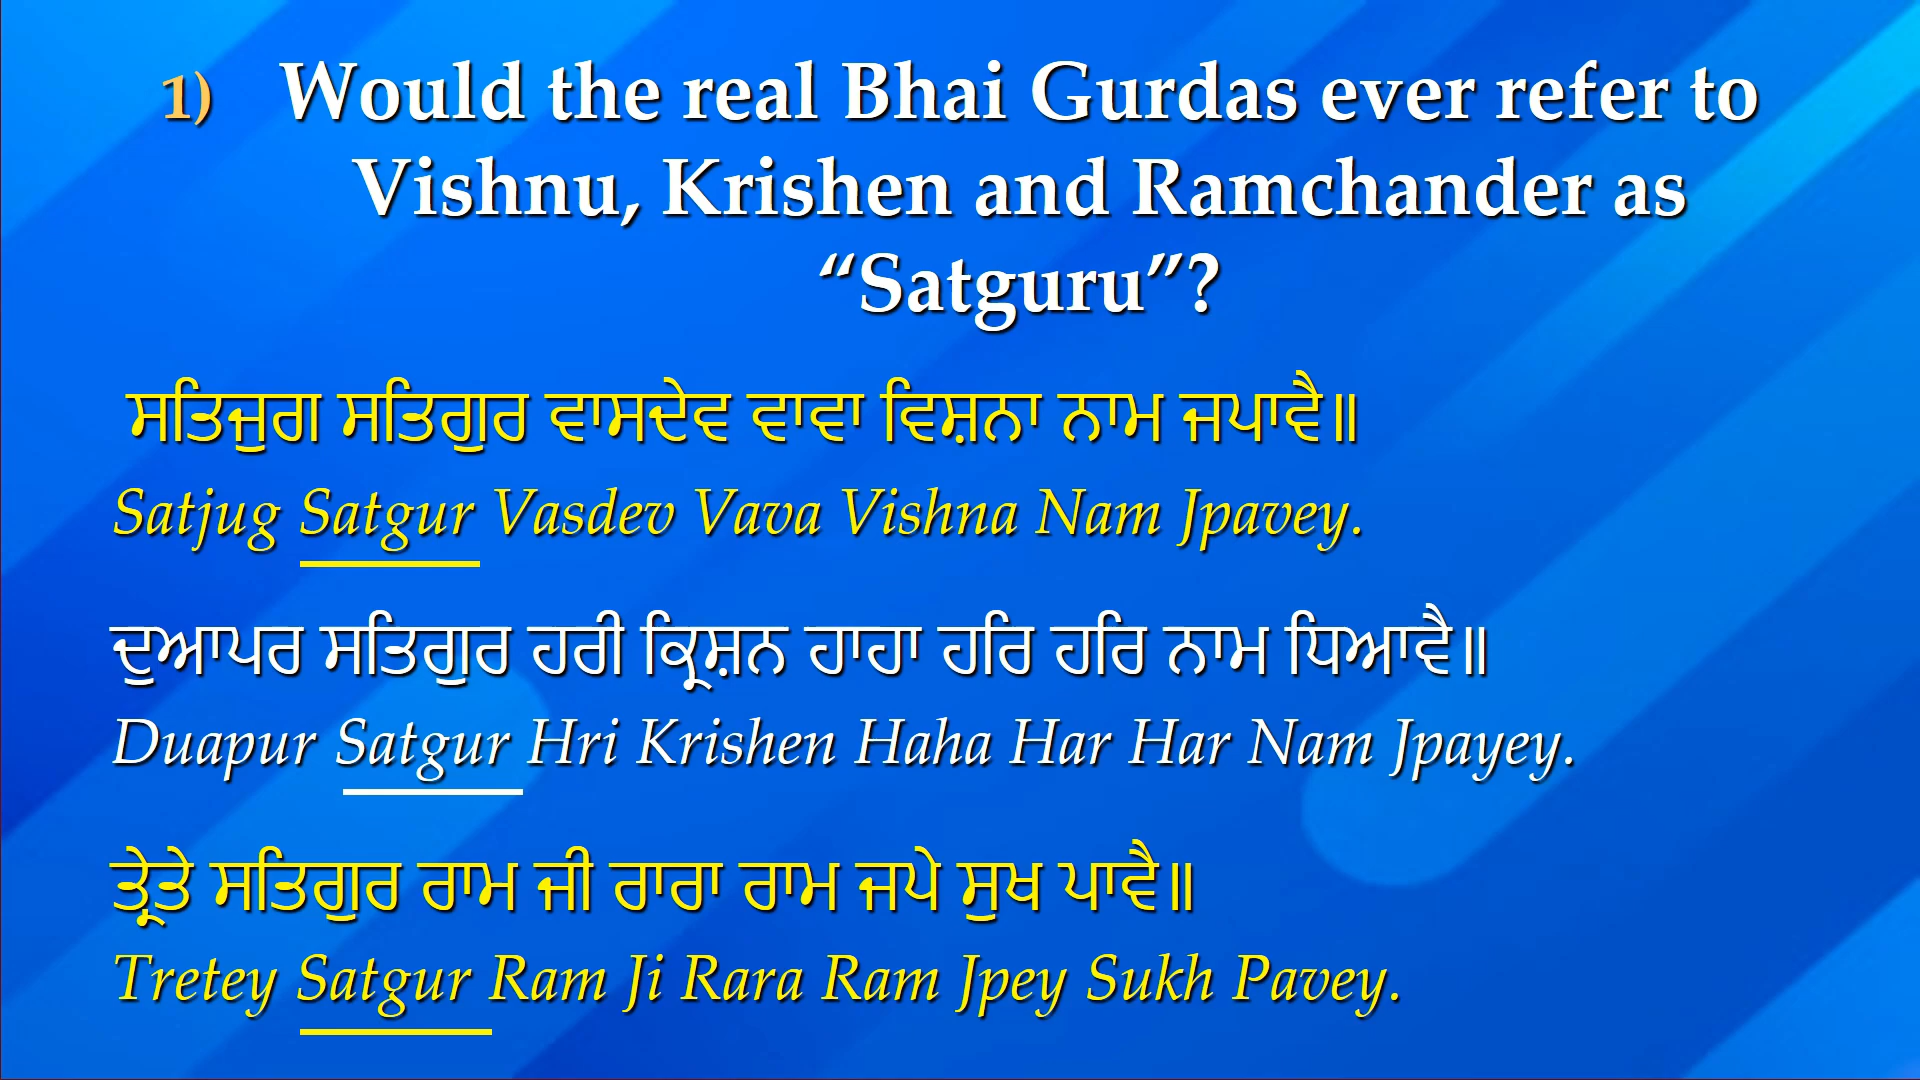 1) Would the real Bhai Gurdas ever refer to
Vishnu, Krishen and Ramchander as
“Satguru”?
ਸਤਿਜੁਗ ਸਤਿਗੁਰ ਵਾਸਦੇਵ ਵਾਵਾ ਵਿਸ਼ਨਾ ਨਾਮ ਜਪਾਵੈ॥
Satjug Satgur Vasdev Vava Vishna Nam Jpavey.
ਦੁਆਪਰ ਸਤਿਗੁਰ ਹਰੀ ਕ੍ਰਿਸ਼ਨ ਹਾਹਾ ਹਰਿ ਹਰਿ ਨਾਮ ਧਿਆਵੈ॥
Duapur Satgur Hri Krishen Haha Har Har Nam Jpayey.
ਤ੍ਰੇਤੇ ਸਤਿਗੁਰ ਰਾਮ ਜੀ ਰਾਰਾ ਰਾਮ ਜਪੇ ਸੁਖ ਪਾਵੈ॥
Tretey Satgur Ram Ji Rara Ram Jpey Sukh Pavey.